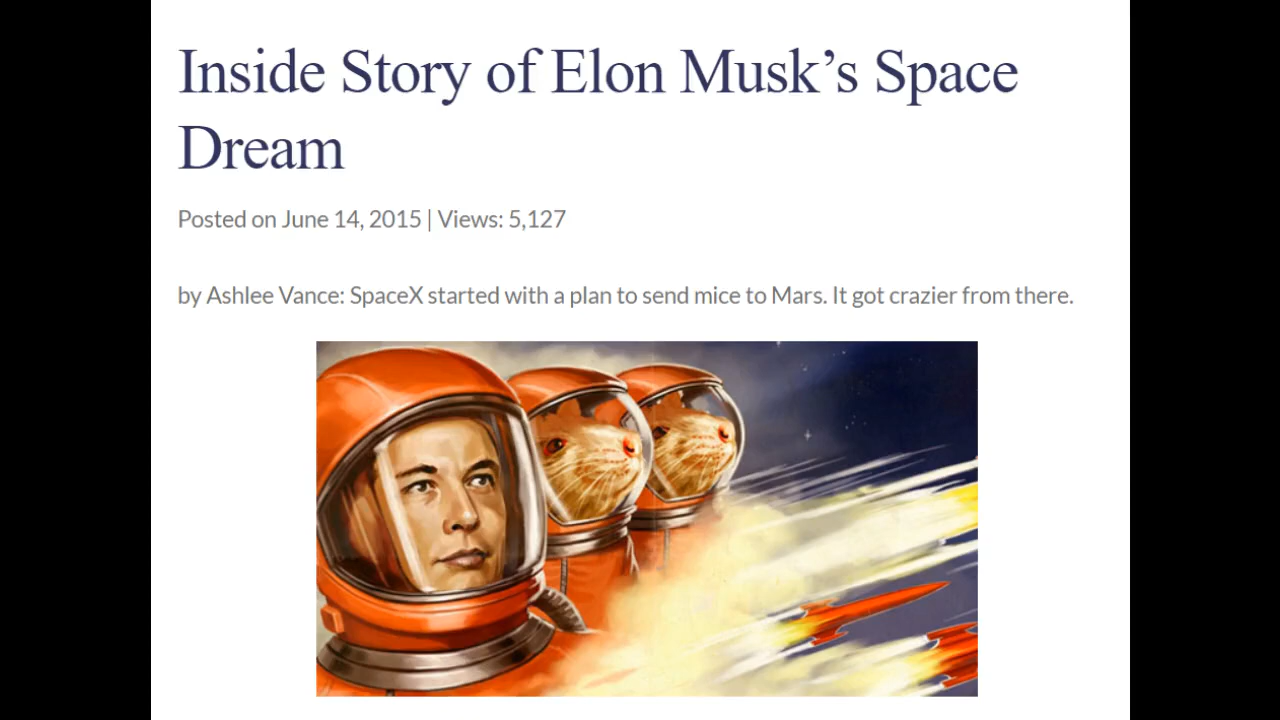 Inside Story of Elon Musk’s Space
Dream
Posted on June 14, 2015 | Views: 5,127
by Ashlee Vance: SpaceX started with a plan to send mice to Mars. It got crazier from there.